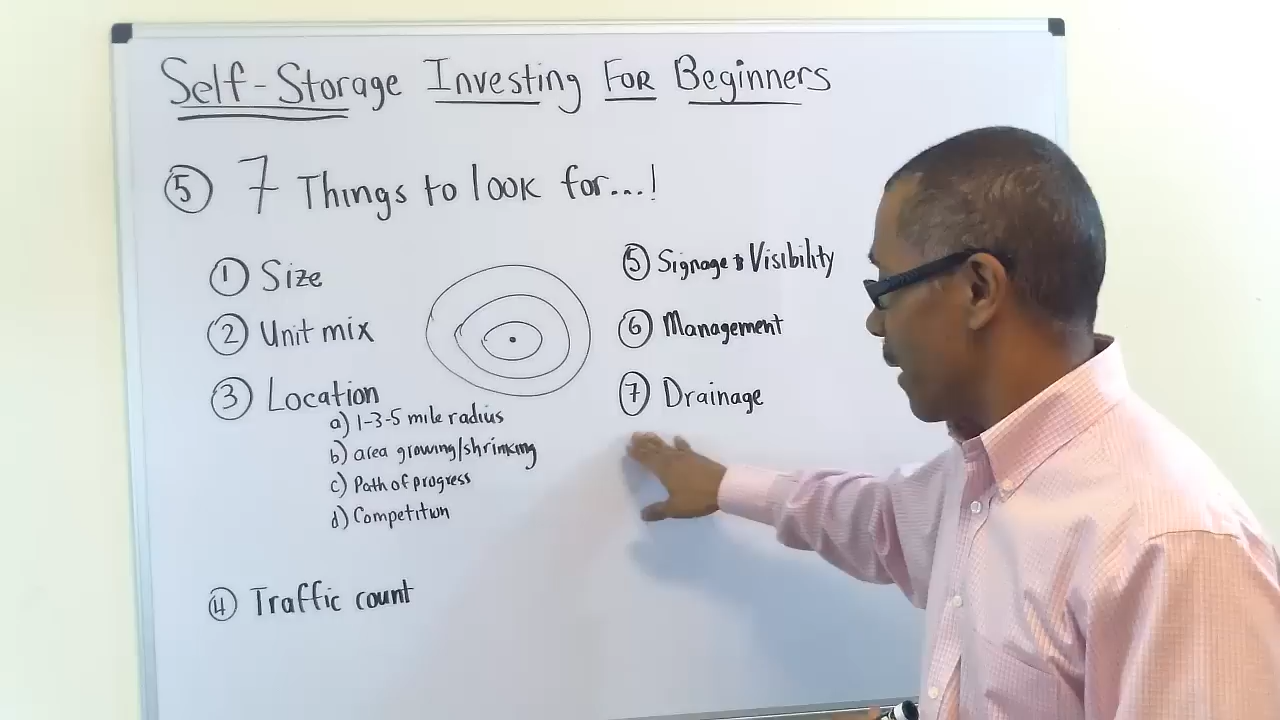 Self-Storage Investing FOR Beginners
5 7 Things to look for...!
1 Size
2 Unit mix
3 Location
a) 1-3-5 mile radius
b) area growing/shrinking
c) Path of progress
d) Competition
4 Traffic count
5 Signage & Visibility
6 Management
7 Drainage